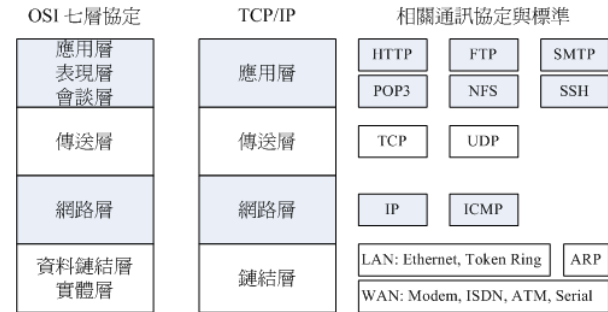 OSI 七層協定
TCP/IP
相關通訊協定與標準
應用層
表現層
會談層
應用層
HTTP
FTP
SMTP
POP3
NFS
SSH
傳送層
傳送層
TCP
UDP
網路層
網路層
IP
ICMP
資料鏈結層
實體層
鏈結層
LAN: Ethernet, Token Ring
ARP
WAN: Modem, ISDN, ATM, Serial